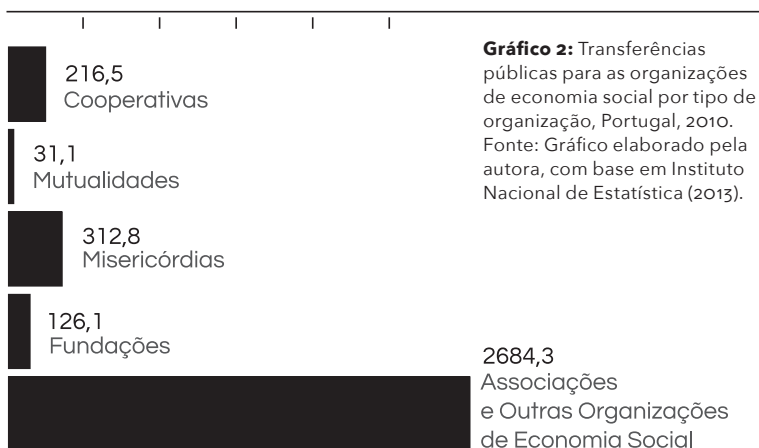 216,5
Cooperativas
31,1
Mutualidades
312,8
Misericórdias
126,1
Fundações
2684,3
Associações
e Outras Organizações
de Economia Social
Gráfico 2: Transferências
públicas para as organizações
de economia social por tipo de
organização, Portugal, 2010.
Fonte: Gráfico elaborado pela
autora, com base em Instituto
Nacional de Estatística (2013).